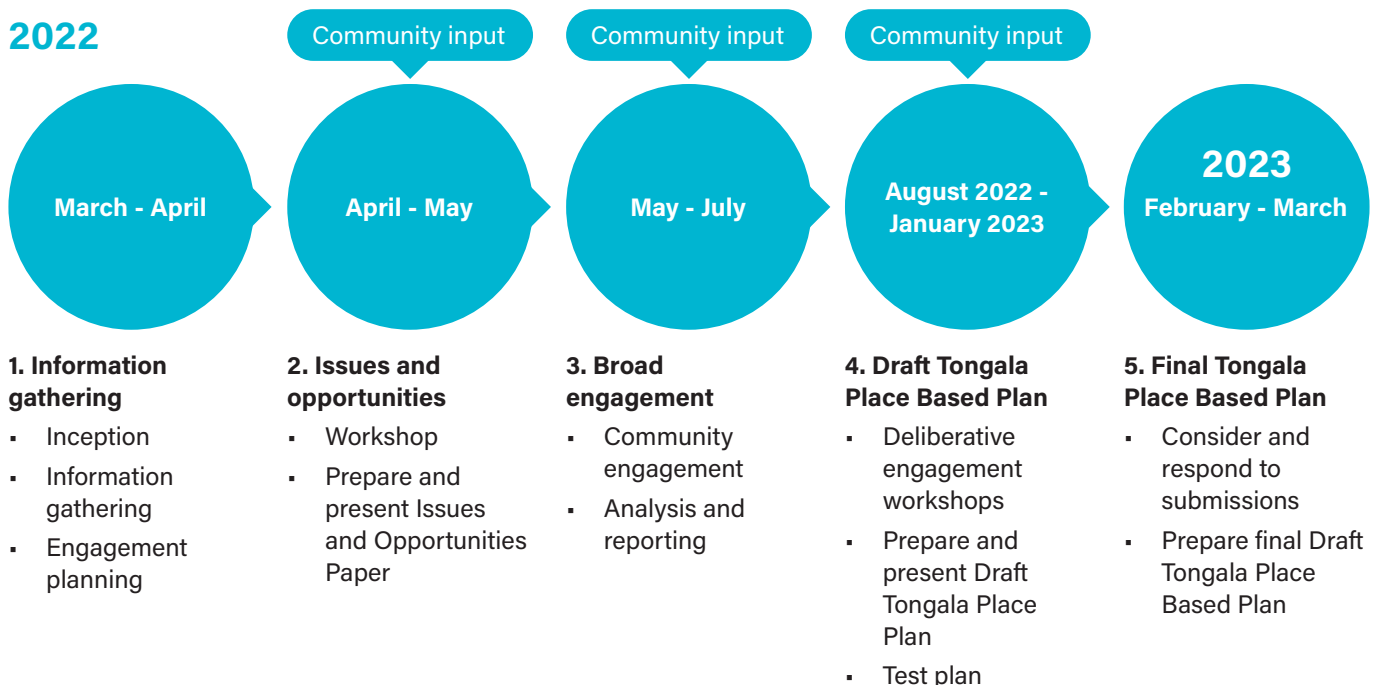 2022
Community input
Community input
Community input
March - April
April - May
May - July
August 2022 -
January 2023
2023
February - March
1. Information
gathering
▪ Inception
▪ Information
gathering
▪ Engagement
planning
2. Issues and
opportunities
▪ Workshop
▪ Prepare and
present Issues
and Opportunities
Paper
3. Broad
engagement
▪ Community
engagement
▪ Analysis and
reporting
4. Draft Tongala
Place Based Plan
▪ Deliberative
engagement
workshops
▪ Prepare and
present Draft
Tongala Place
Plan
▪ Test plan
5. Final Tongala
Place Based Plan
▪ Consider and
respond to
submissions
▪ Prepare final Draft
Tongala Place
Based Plan